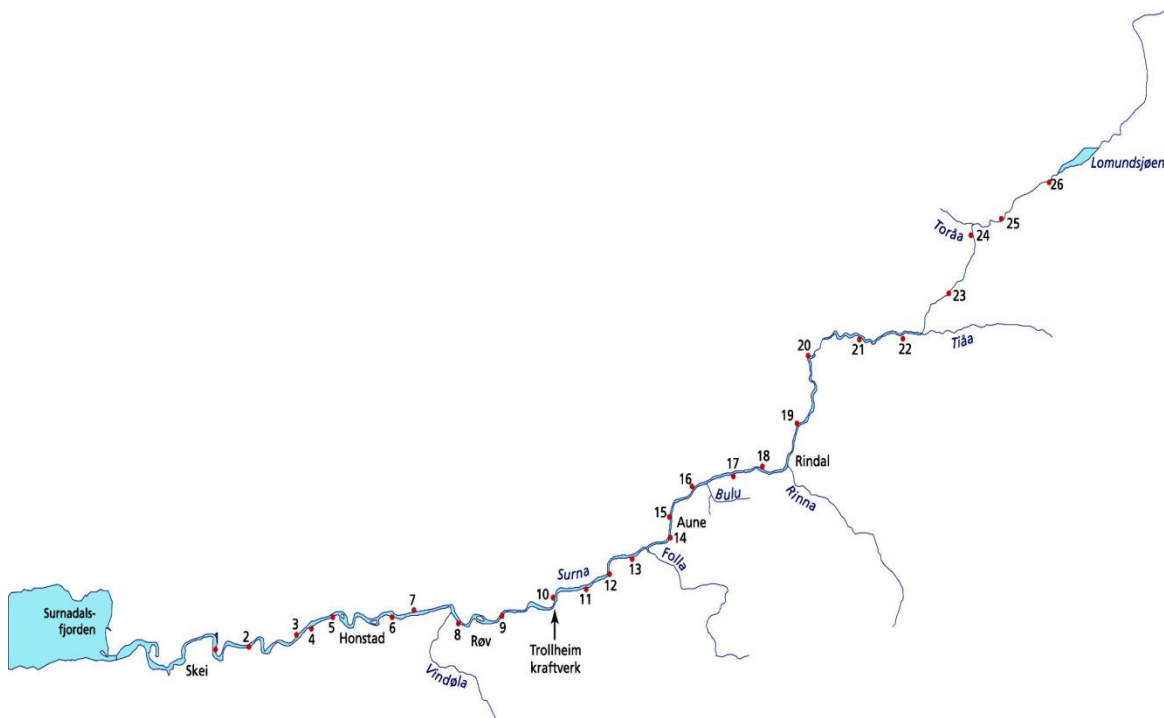 Lomundsjøen
26
25
Toråa
24
23
20
21
22
Tiåa
19
Rindal
18
17
16
Bulu
Rinna
15
Aune
14
Folla
13
Surna
12
11
10
Trollheim
kraftverk
9
Røv
8
7
6
Honstad
5
4
3
2
1
Skei
Vindøla
Surnadals-
fjorden